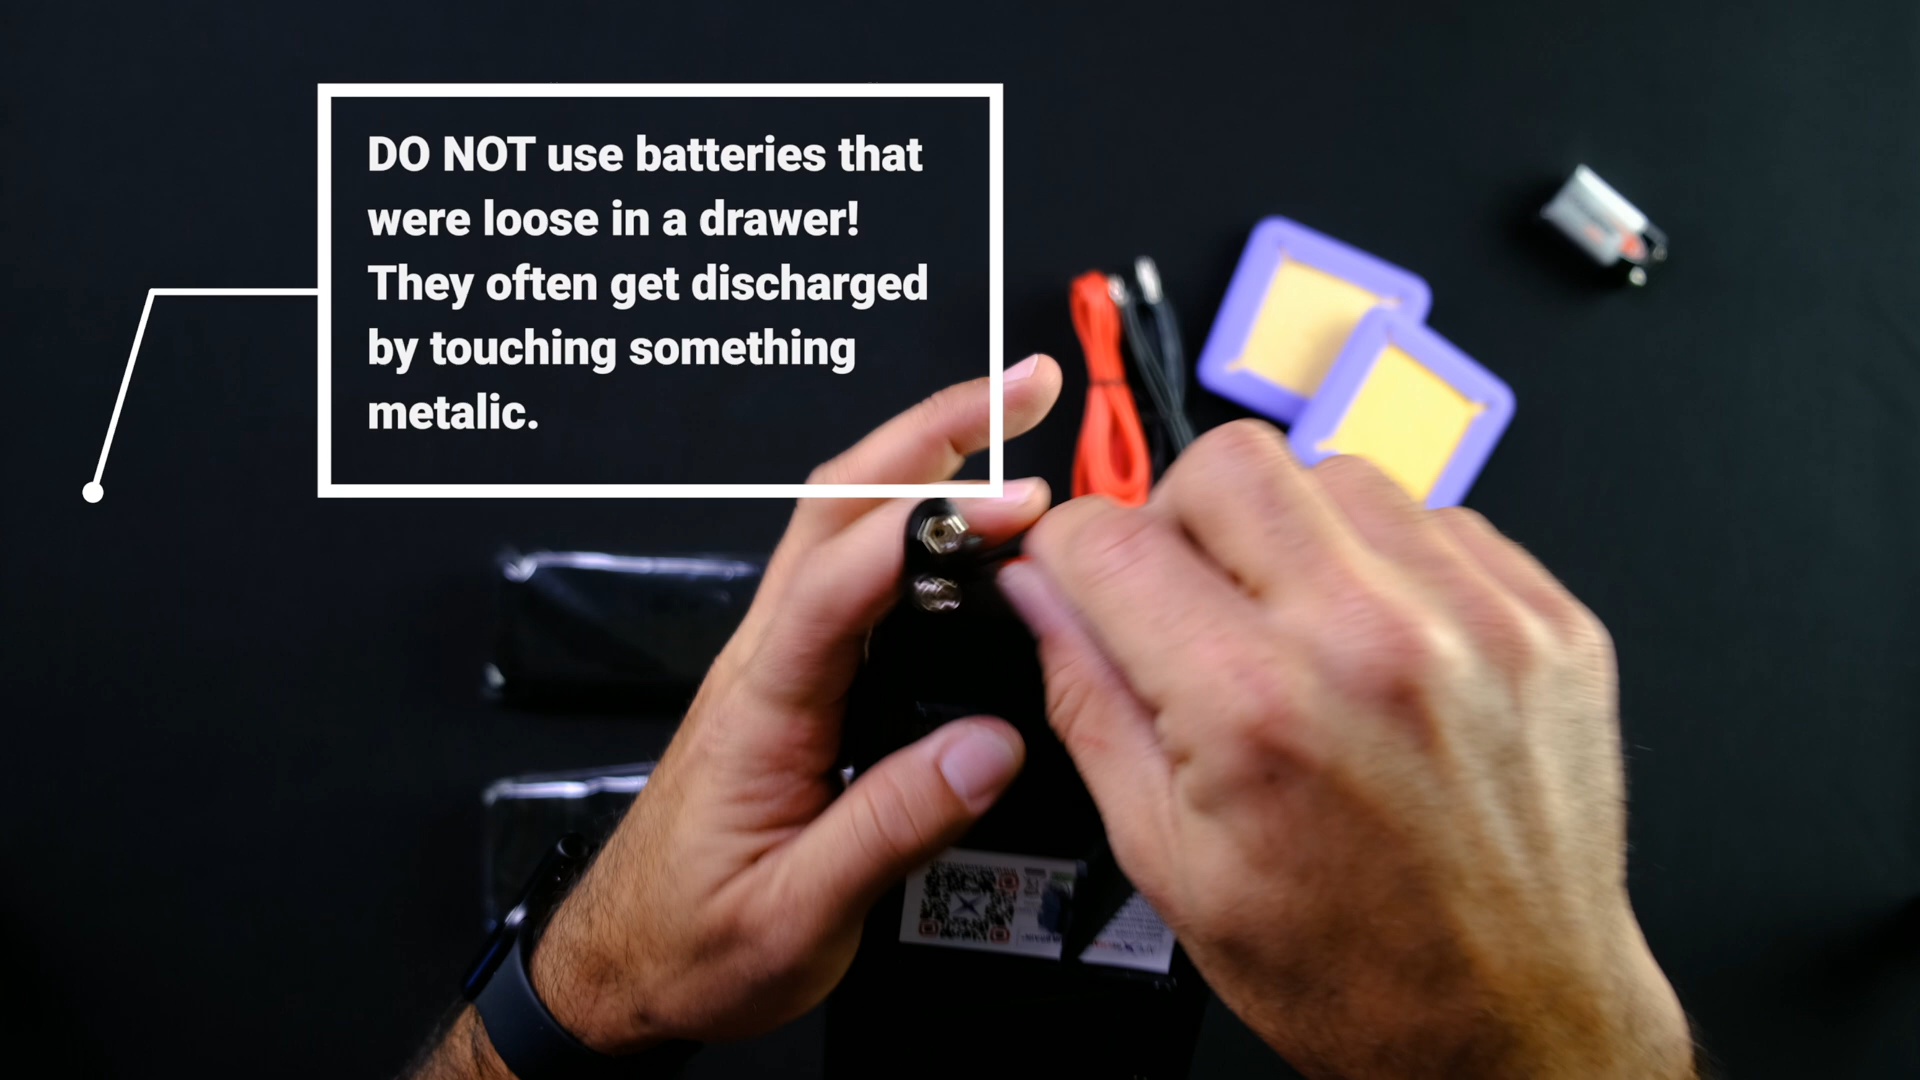 DO NOT use batteries that
were loose in a drawer!
They often get discharged
by touching something
metalic.